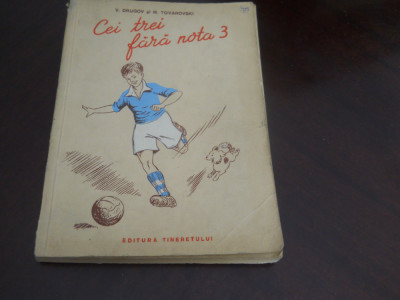 Cei trei
fără nota 3
EDITURA TINERETULUI